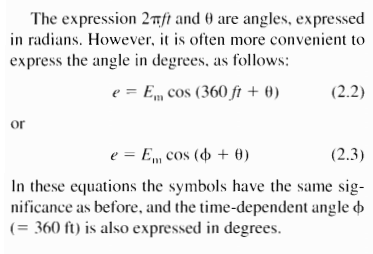 The expression 2πft and θ are angles, expressed
in radians. However, it is often more convenient to
express the angle in degrees, as follows:
e = Em cos (360 ft + θ) (2.2)
or
e = Em cos (ϕ + θ) (2.3)
In these equations the symbols have the same sig-
nificance as before, and the time-dependent angle ϕ
(= 360 ft) is also expressed in degrees.